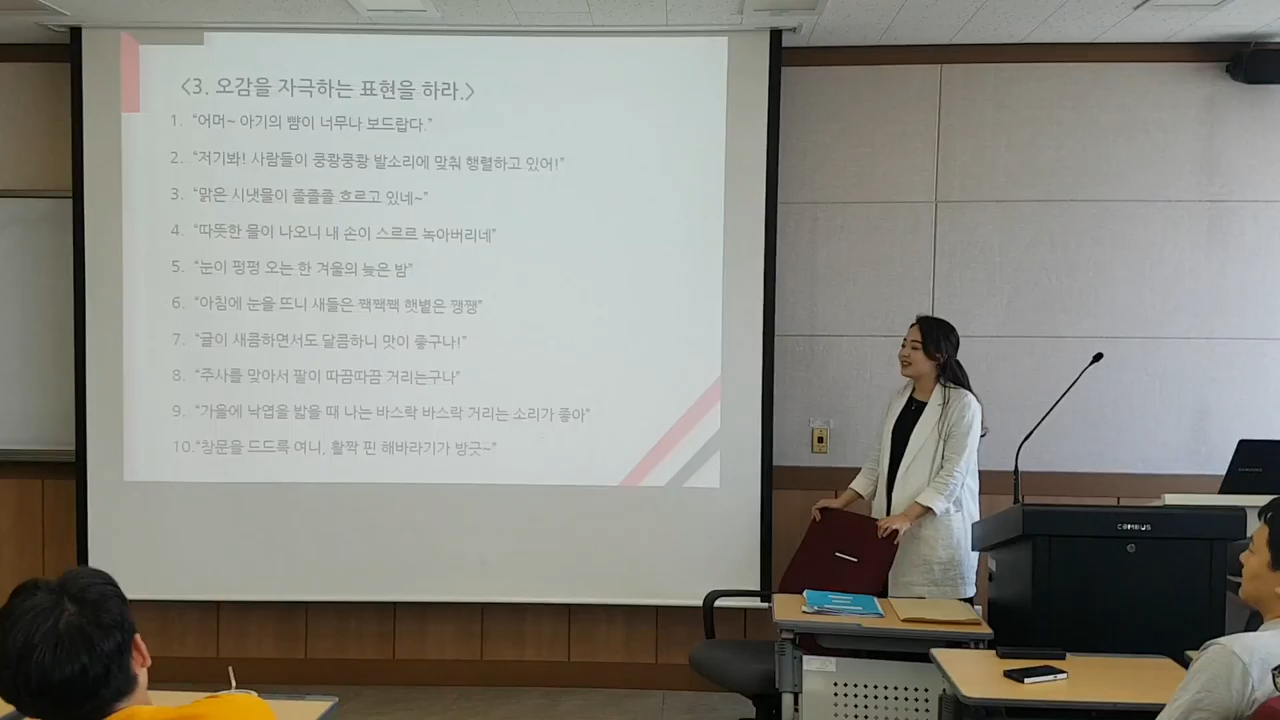 <3. 오감을 자극하는 표현을 하라.>
1. "어머~ 아기의 뺨이 너무나 보드랍다."
2. "저기봐! 사람들이 쿵쾅쿵쾅 발소리에 맞춰 행렬하고 있어!"
3. "맑은 시냇물이 졸졸졸 흐르고 있네~"
4. "따뜻한 물이 나오니 내 손이 스르르 녹아버리네"
5. "눈이 펑펑 오는 한 겨울의 늦은 밤"
6. "아침에 눈을 뜨니 새들은 짹짹짹 햇볕은 쨍쨍"
7. "귤이 새콤하면서도 달콤하니 맛이 좋구나!"
8. "주사를 맞아서 팔이 따끔따끔 거리는구나"
9. "가을에 낙엽을 밟을 때 나는 바스락 바스락 거리는 소리가 좋아"
10. "창문을 드드륵 여니, 활짝 핀 해바라기가 방긋~"
COMBUS
SAMSUNG